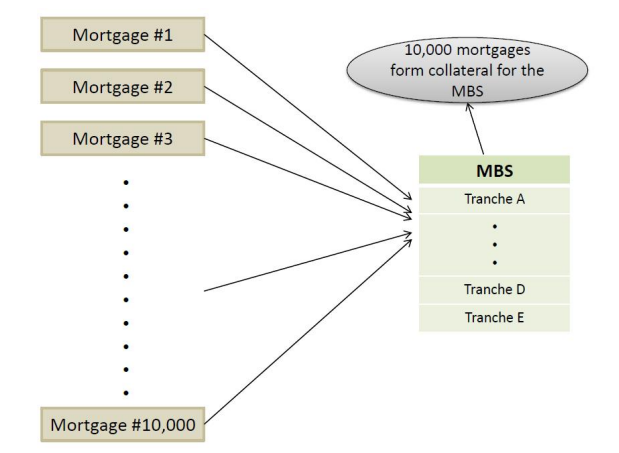 Mortgage #1
Mortgage #2
Mortgage #3
Mortgage #10,000
10,000 mortgages
form collateral for the
MBS
MBS
Tranche A
Tranche D
Tranche E